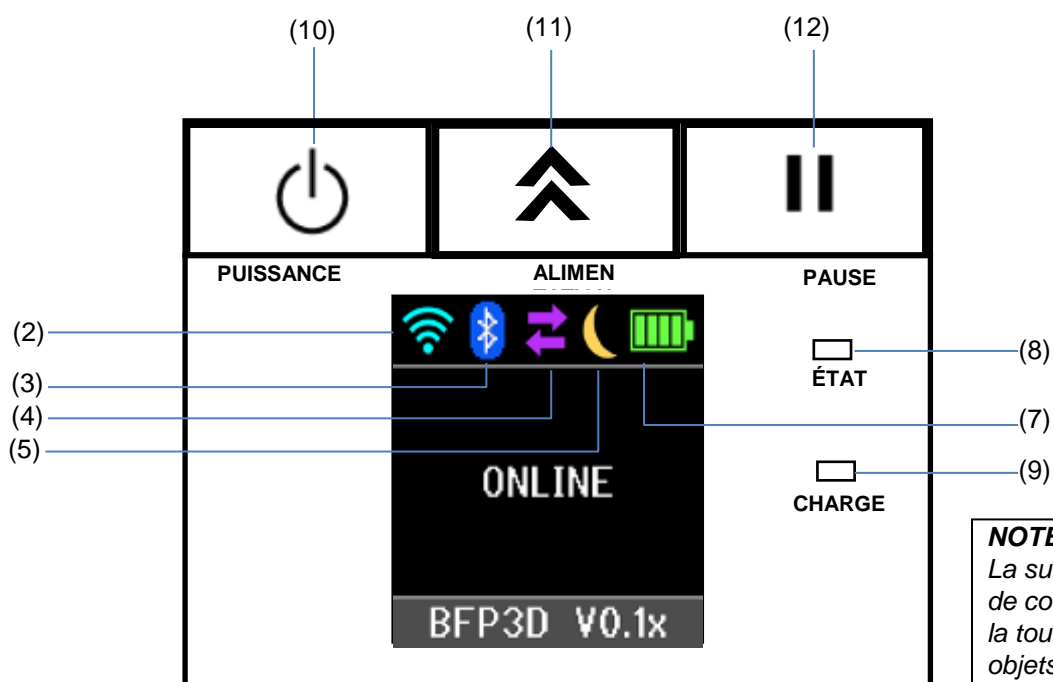 (10) (11) (12)
PUISSANCE ALIMEN PAUSE
(2)
(8)
ÉTAT
(3)
(4)
(7)
(5)
(9)
ONLINE
CHARGE
NOTE
La su
de co
la tou
objets
BFP3D V0.1x